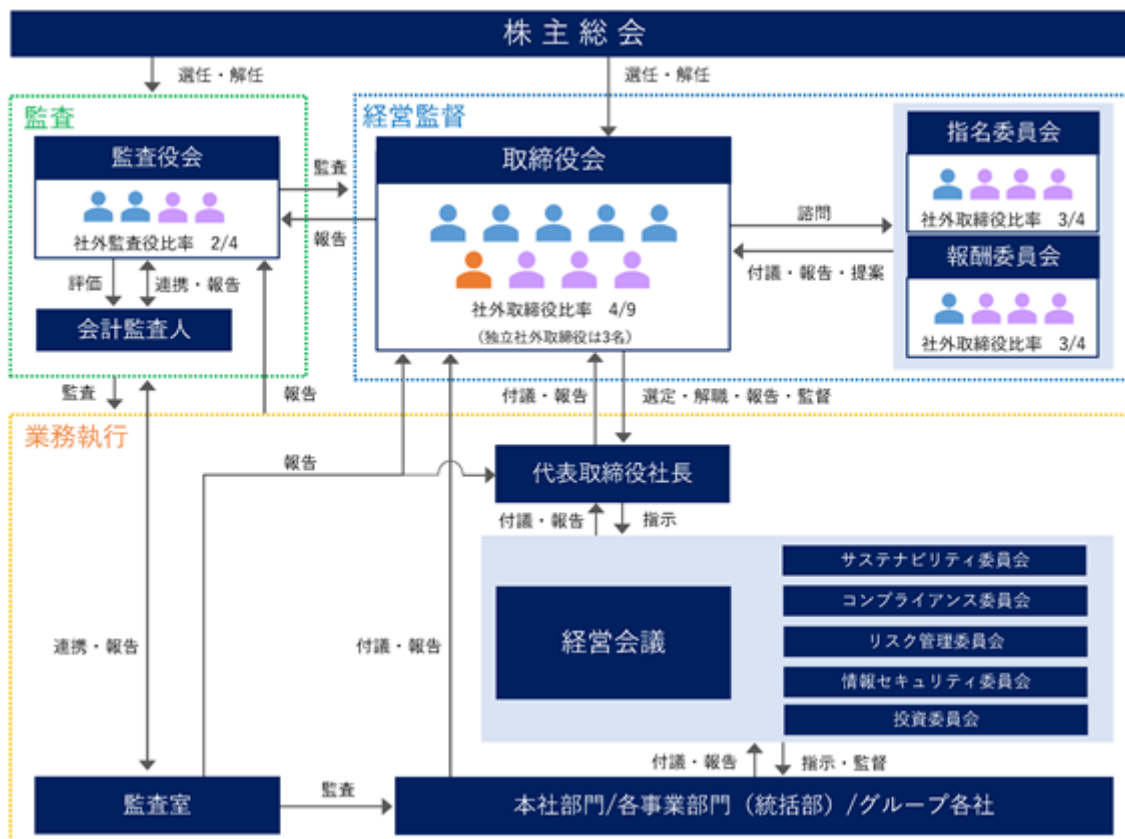 株主総会
選任・解任
選任・解任
監査
監査役会
社外監査役比率 2/4
評価
連携・報告
会計監査人
監査
報告
経営監督
取締役会
社外取締役比率 4/9
(独立社外取締役は3名)
諮問
付議・報告・提案
指名委員会
社外取締役比率 3/4
報酬委員会
社外取締役比率 3/4
監査
報告
付議・報告
選定・解職・報告・監督
業務執行
報告
代表取締役社長
付議・報告
指示
経営会議
サステナビリティ委員会
コンプライアンス委員会
リスク管理委員会
情報セキュリティ委員会
投資委員会
連携・報告
付議・報告
付議・報告
指示・監督
監査室
監査
本社部門/各事業部門（統括部）/グループ各社